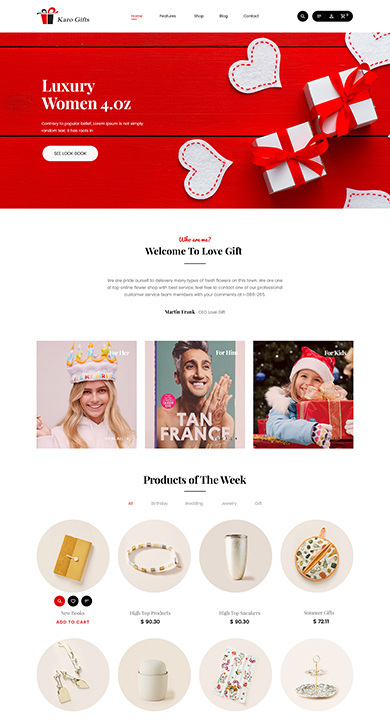 Karo Gifts
Home
Features
Shop
Blog
Contact
Luxury
Women 4.oz
Contrary to popular belief, Lorem Ipsum is not simply
random text. It has roots in
SEE LOOK BOOK
Who are me?
Welcome To Love Gift
We are pride ourself to delivery many types of fresh flowers on this town. We are one
of top online flower shop with best service, feel free to contact one of our professional
customer service team members with your comments at
Martin Frank - CEO Love Gift
For Her
For Him
For Kids
TAN
FRANCE
Products of The Week
All
Birthday
Wedding
Jewelry
Gift
New Books
ADD TO CART
High Top Products
$ 90.30
High Top Sneakers
$ 90.30
Summer Gifts
$ 72.11